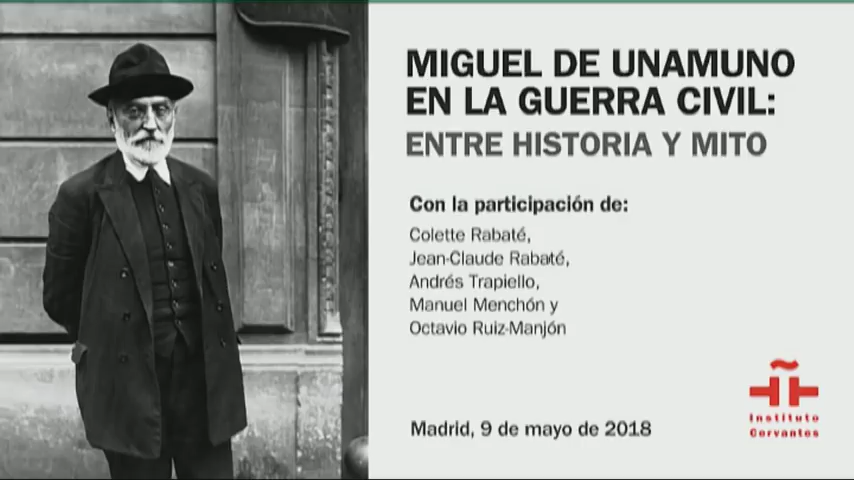 MIGUEL DE UNAMUNO
EN LA GUERRA CIVIL:
ENTRE HISTORIA Y MITO
Con la participación de:
Colette Rabaté,
Jean-Claude Rabaté,
Andrés Trapiello,
Manuel Menchón y
Octavio Ruiz-Manjón
Madrid, 9 de mayo de 2018
Instituto
Cervantes